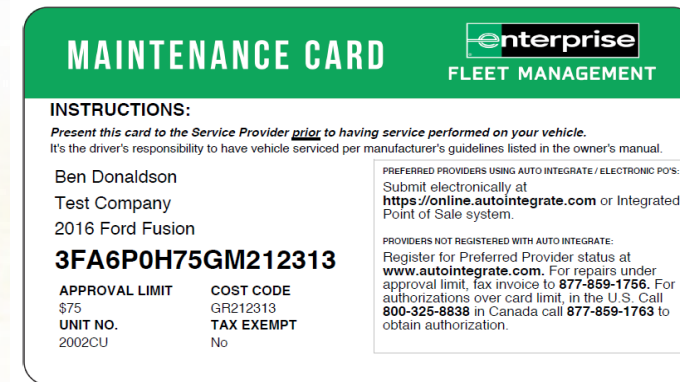 MAINTENANCE CARD
enterprise
FLEET MANAGEMENT
INSTRUCTIONS:
Present this card to the Service Provider prior to having service performed on your vehicle.
It's the driver's responsibility to have vehicle serviced per manufacturer's guidelines listed in the owner's manual.
Ben Donaldson
Test Company
2016 Ford Fusion
3FA6P0H75GM212313
APPROVAL LIMIT
$75
COST CODE
GR212313
UNIT NO.
2002CU
TAX EXEMPT
No
PREFERRED PROVIDERS USING AUTO INTEGRATE / ELECTRONIC PO'S:
Submit electronically at
https://online.autointegrate.com or Integrated
Point of Sale system.
PROVIDERS NOT REGISTERED WITH AUTO INTEGRATE:
Register for Preferred Provider status at
www.autointegrate.com. For repairs under
approval limit, fax invoice to 877-859-1756. For
authorizations over card limit, in the U.S. Call
800-325-8838 in Canada call 877-859-1763 to
obtain authorization.